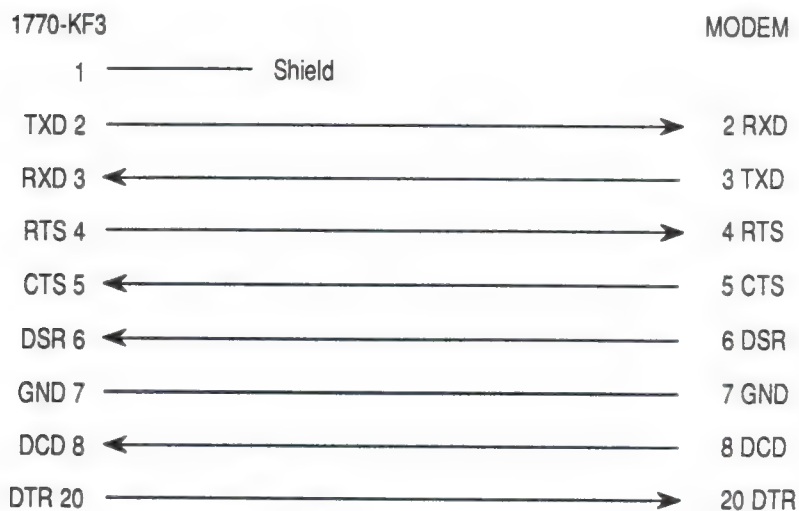 1770-KF3 MODEM
1 Shield
TXD 2 2 RXD
RXD 3 3 TXD
RTS 4 4 RTS
CTS 5 5 CTS
DSR 6 6 DSR
GND 7 7 GND
DCD 8 8 DCD
DTR 20 20 DTR